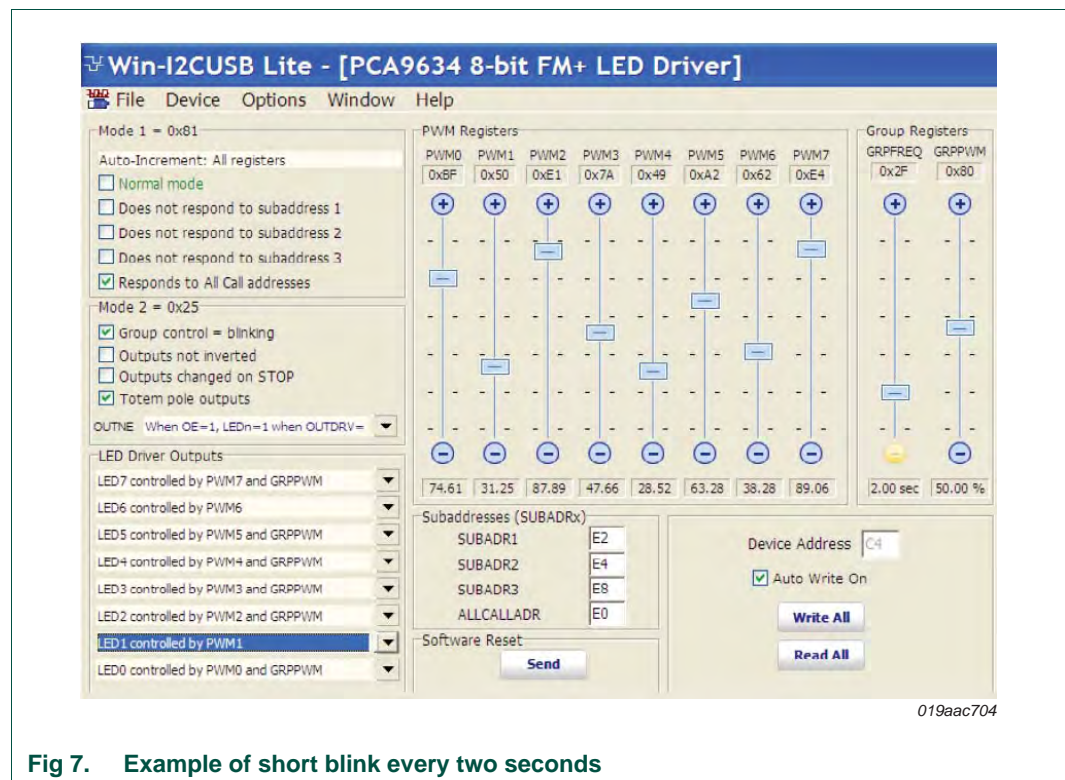 Win-I2CUSB Lite - [PCA9634 8-bit FM+ LED Driver]
File Device Options Window Help
Mode 1 = 0x81
Auto-Increment: All registers
Normal mode
Does not respond to subaddress 1
Does not respond to subaddress 2
Does not respond to subaddress 3
Responds to All Call addresses
Mode 2 = 0x25
Group control = blinking
Outputs not inverted
Outputs changed on STOP
Totem pole outputs
OUTNE When OE=1, LEDn=1 when OUTDRV=
LED Driver Outputs
LED7 controlled by PWM7 and GRPPWM
LED6 controlled by PWM6
LED5 controlled by PWM5 and GRPPWM
LED4 controlled by PWM4 and GRPPWM
LED3 controlled by PWM3 and GRPPWM
LED2 controlled by PWM2 and GRPPWM
LED1 controlled by PWM1
LED0 controlled by PWM0 and GRPPWM
PWM Registers
PWM0 PWM1 PWM2 PWM3 PWM4 PWM5 PWM6 PWM7
0xBF 0x50 0xE1 0x7A 0x49 0xA2 0x62 0xE4
74.61 31.25 87.89 47.66 28.52 63.28 38.28 89.06
Group Registers
GRPFREQ GRPPWM
0x2F 0x80
2.00 sec 50.00 %
Subaddresses (SUBADRx)
SUBADR1 E2
SUBADR2 E4
SUBADR3 E8
ALLCALLADR E0
Software Reset
Send
Device Address C4
Auto Write On
Write All
Read All
019aac704
Fig 7. Example of short blink every two seconds